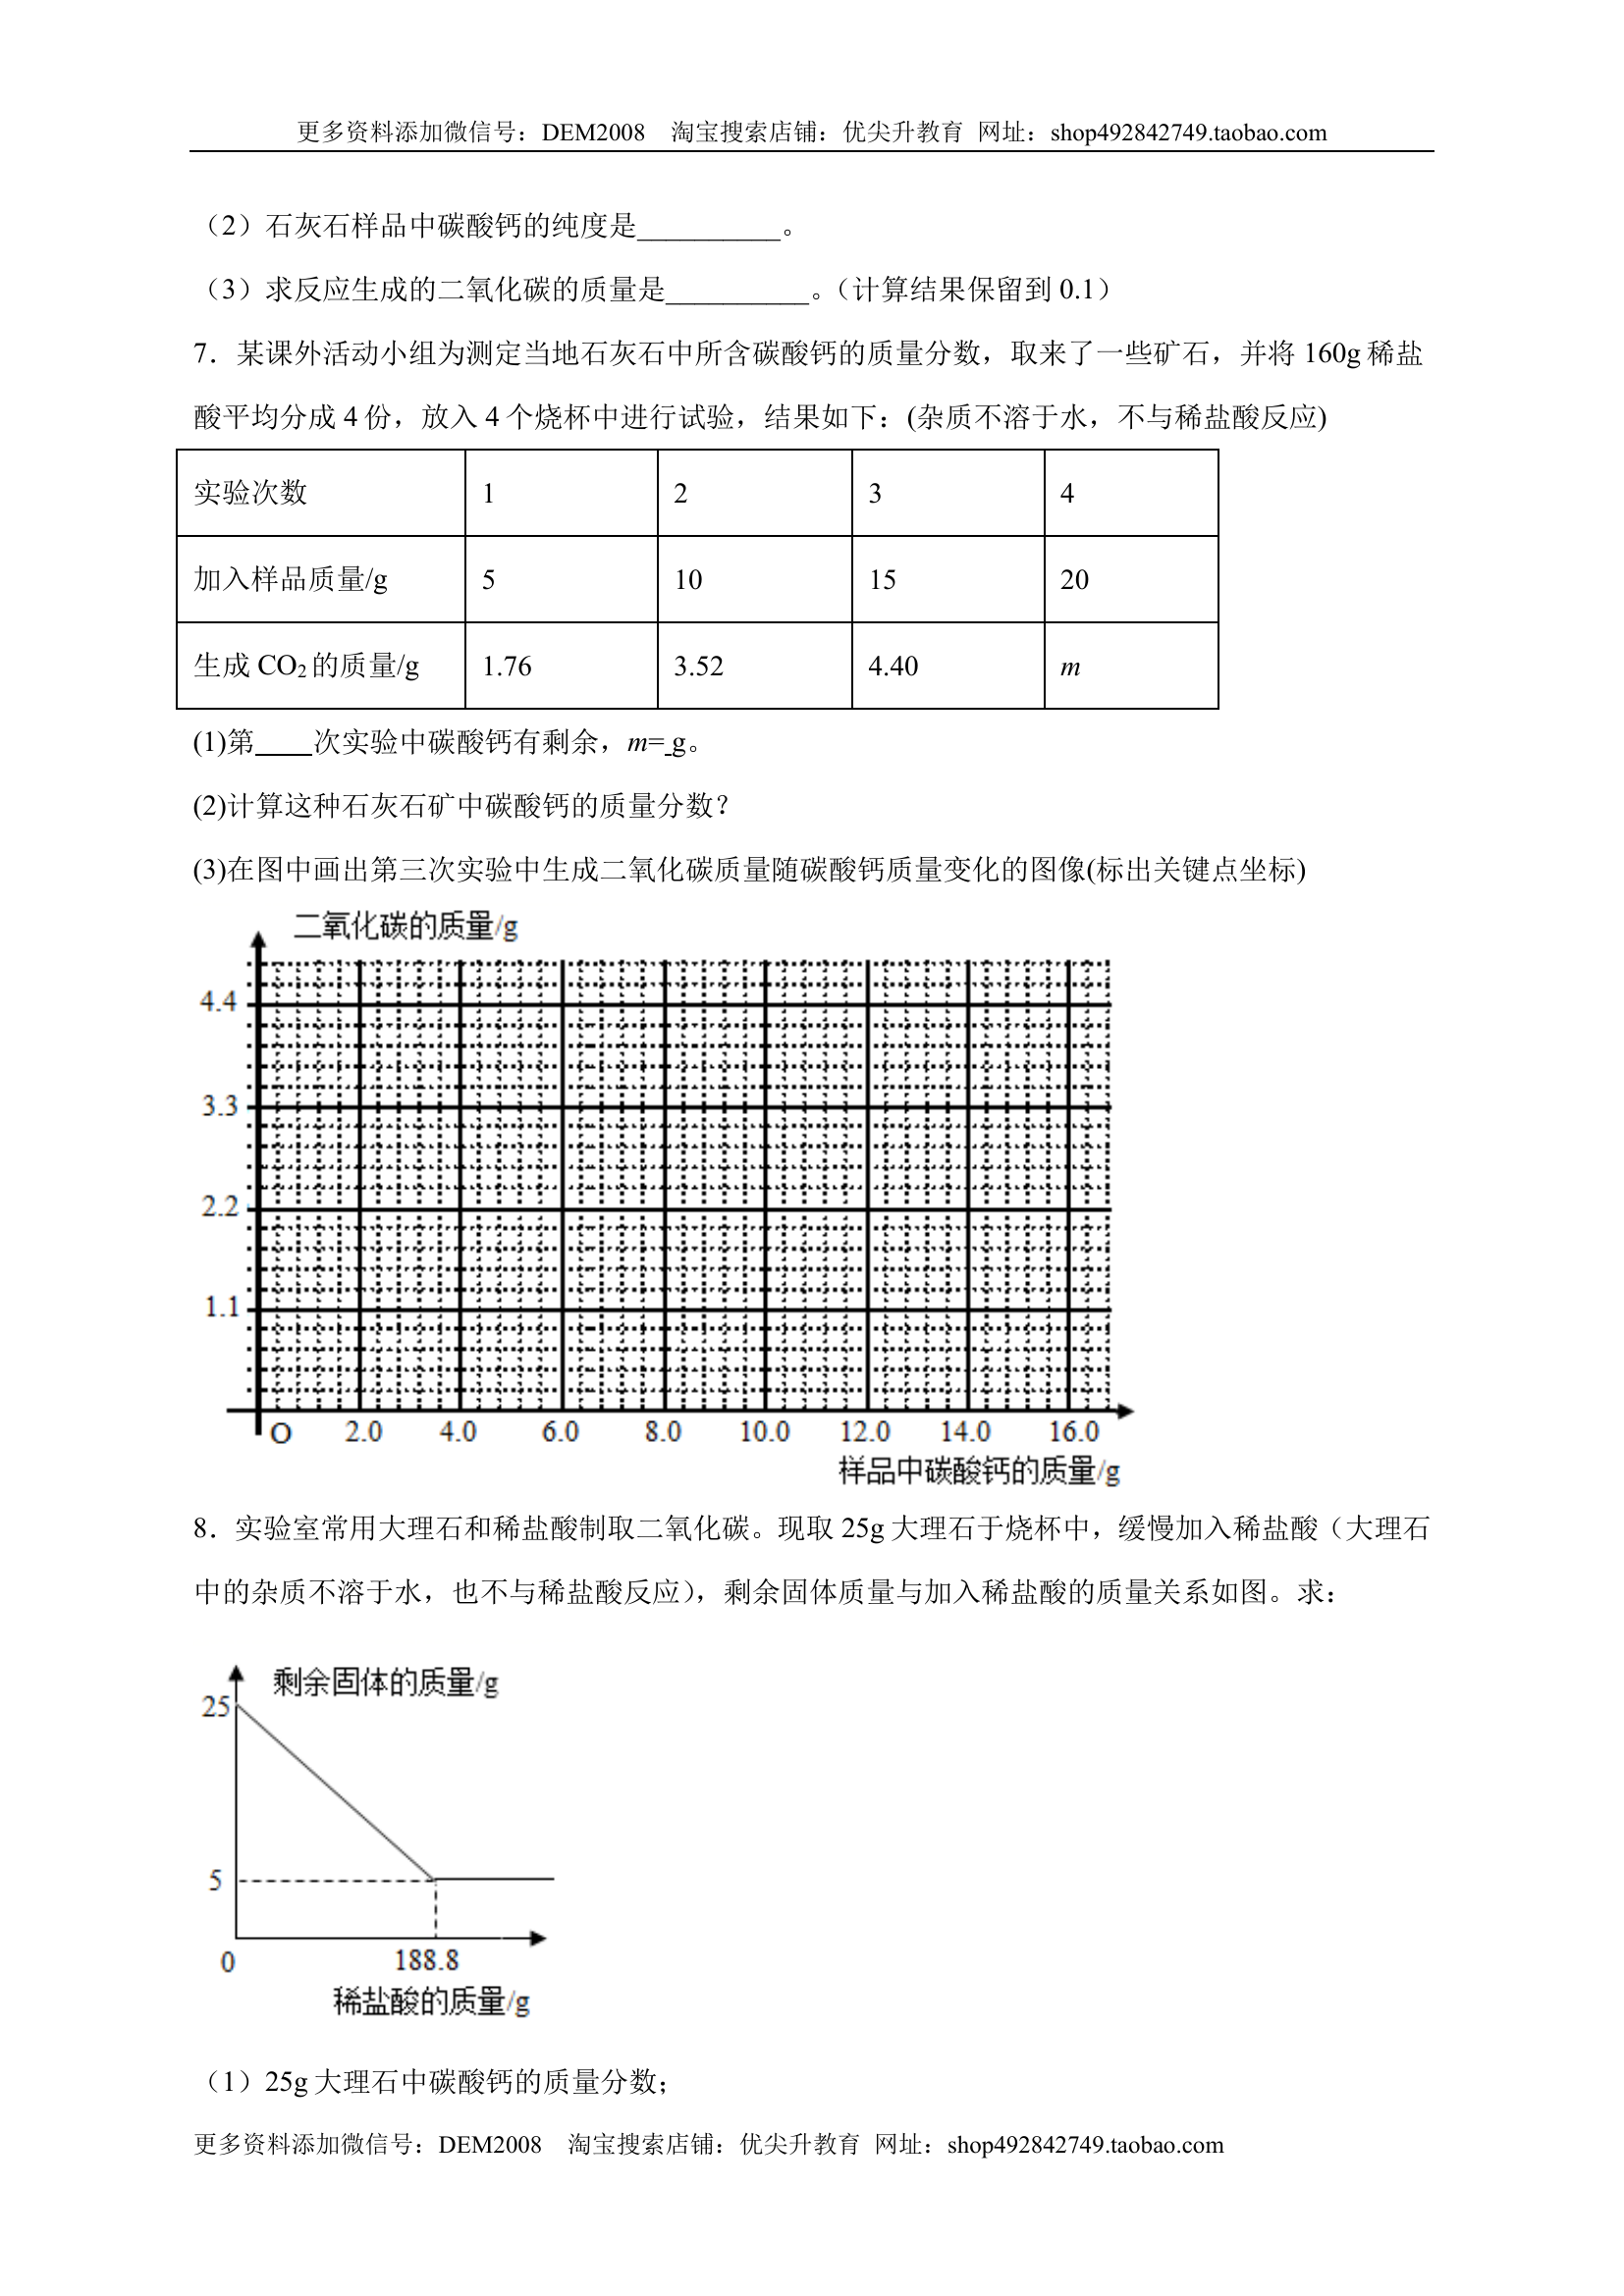 更多资料添加微信号：DEM2008 淘宝搜索店铺：优尖升教育 网址：shop492842749.taobao.com
（2）石灰石样品中碳酸钙的纯度是__________。
（3）求反应生成的二氧化碳的质量是__________。（计算结果保留到 0.1）
7．某课外活动小组为测定当地石灰石中所含碳酸钙的质量分数，取来了一些矿石，并将 160g 稀盐
酸平均分成 4 份，放入 4 个烧杯中进行试验，结果如下：(杂质不溶于水，不与稀盐酸反应)
实验次数 1 2 3 4
加入样品质量/g 5 10 15 20
生成 CO₂ 的质量/g 1.76 3.52 4.40 m
(1)第____次实验中碳酸钙有剩余，m=_g。
(2)计算这种石灰石矿中碳酸钙的质量分数？
(3)在图中画出第三次实验中生成二氧化碳质量随碳酸钙质量变化的图像(标出关键点坐标)
二氧化碳的质量/g
4.4
3.3
2.2
1.1
O 2.0 4.0 6.0 8.0 10.0 12.0 14.0 16.0
样品中碳酸钙的质量/g
8．实验室常用大理石和稀盐酸制取二氧化碳。现取 25g 大理石于烧杯中，缓慢加入稀盐酸（大理石
中的杂质不溶于水，也不与稀盐酸反应），剩余固体质量与加入稀盐酸的质量关系如图。求：
剩余固体的质量/g
25
5
0 188.8
稀盐酸的质量/g
（1）25g 大理石中碳酸钙的质量分数；
更多资料添加微信号：DEM2008 淘宝搜索店铺：优尖升教育 网址：shop492842749.taobao.com